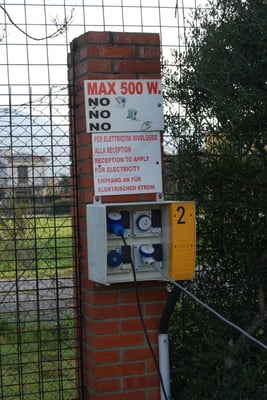 MAX 500 W.
NO
NO
NO
PER ELETTRICITA' RIVOLGERSI
ALLA RECEPTION
RECEPTION TO APPLY
FOR ELECTRICITY
EMPFANG AN FÜR
ELEKTRISCHEN STROM
2